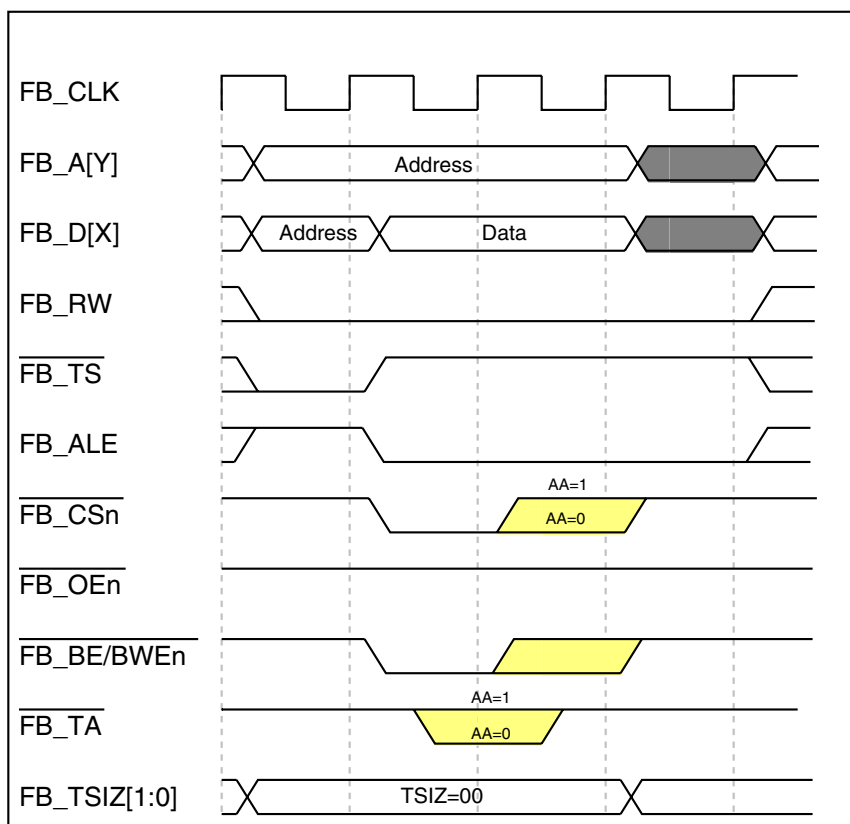 FB_CLK
FB_A[Y]
Address
FB_D[X]
Address
Data
FB_RW
FB_TS
FB_ALE
AA=1
FB_CSn
AA=0
FB_OEn
FB_BE/BWEn
AA=1
FB_TA
AA=0
FB_TSIZ[1:0]
TSIZ=00